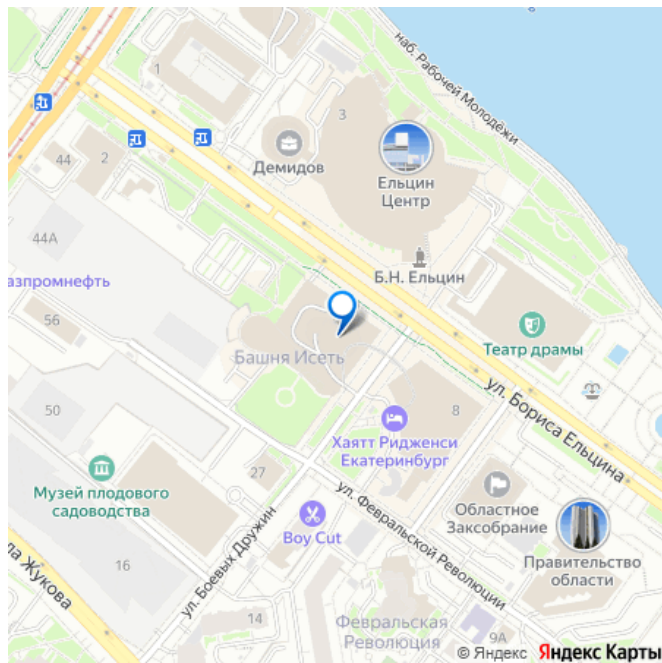 наб. Рабочей Молодёжи
1
3
Демидов
Ельцин
Центр
44
2
44А
Б.Н. Ельцин
азпромнефть
56
Башня Исеть
Театр драмы
ул. Бориса Ельцина
50
8
Хаятт Ридженси
Екатеринбург
27
Музей плодового
садоводства
ул. Февральской Революции
Областное
Заксобрание
Boy Cut
ул. Боевых Дружин
Правительство
области
ла Жукова
16
14
Февральская
Революция
9А
© Яндекс Яндекс Карты